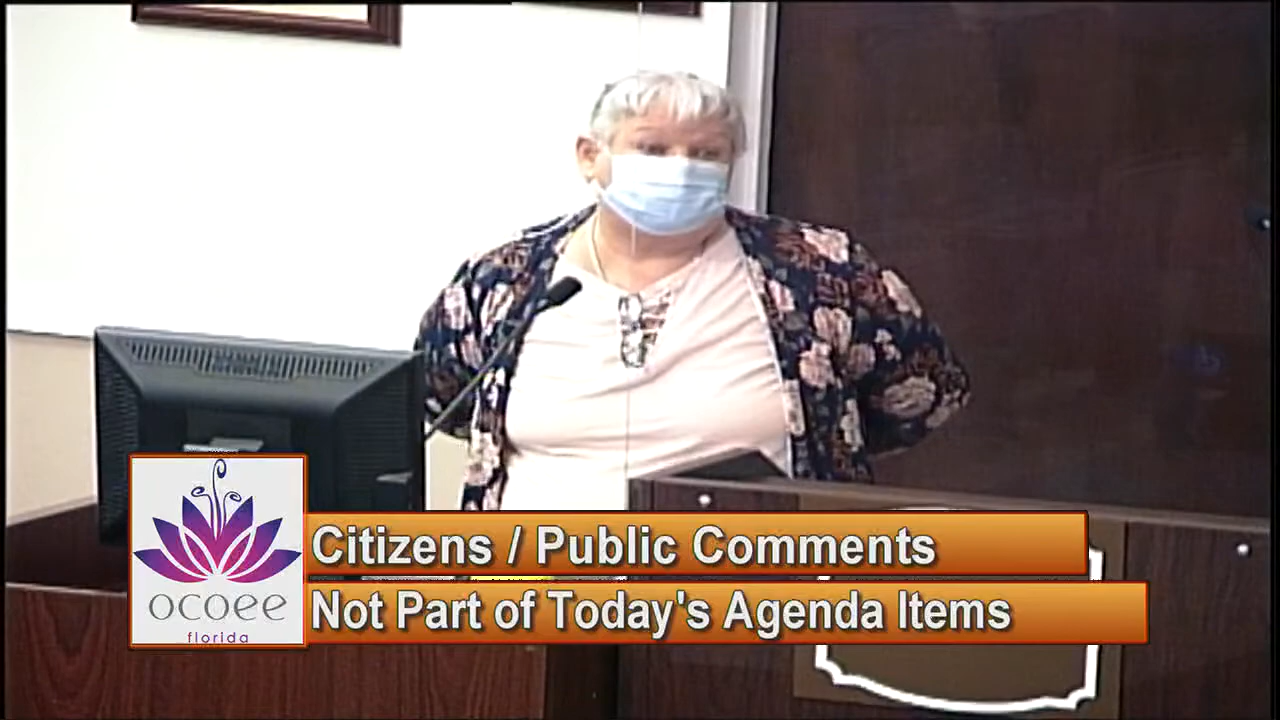 Citizens / Public Comments
Not Part of Today's Agenda Items
ocoee
florida